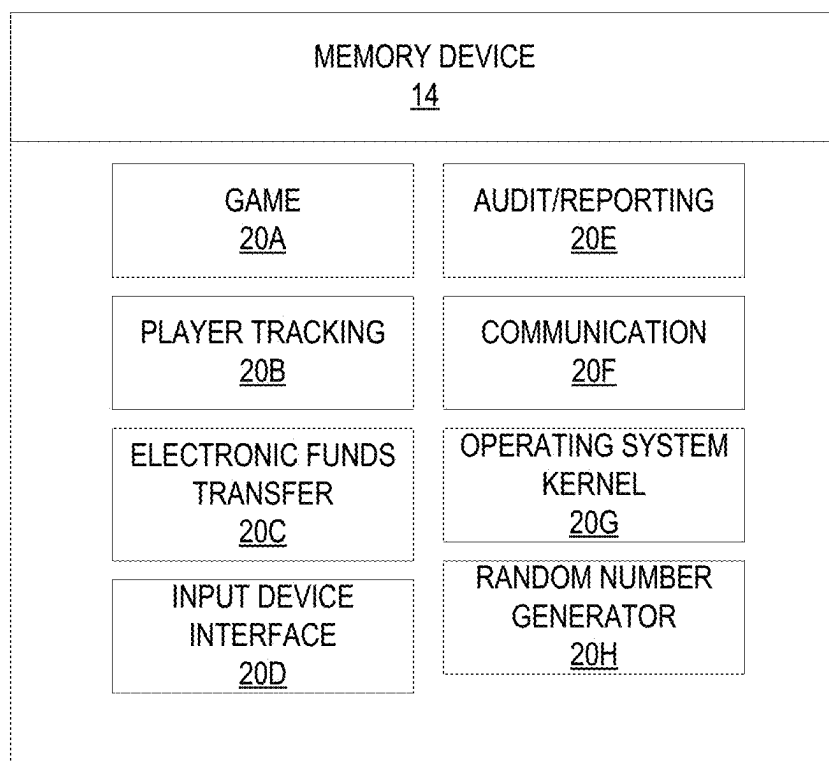 MEMORY DEVICE
14
GAME
20A
AUDIT/REPORTING
20E
PLAYER TRACKING
20B
COMMUNICATION
20F
ELECTRONIC FUNDS
TRANSFER
20C
OPERATING SYSTEM
KERNEL
20G
INPUT DEVICE
INTERFACE
20D
RANDOM NUMBER
GENERATOR
20H